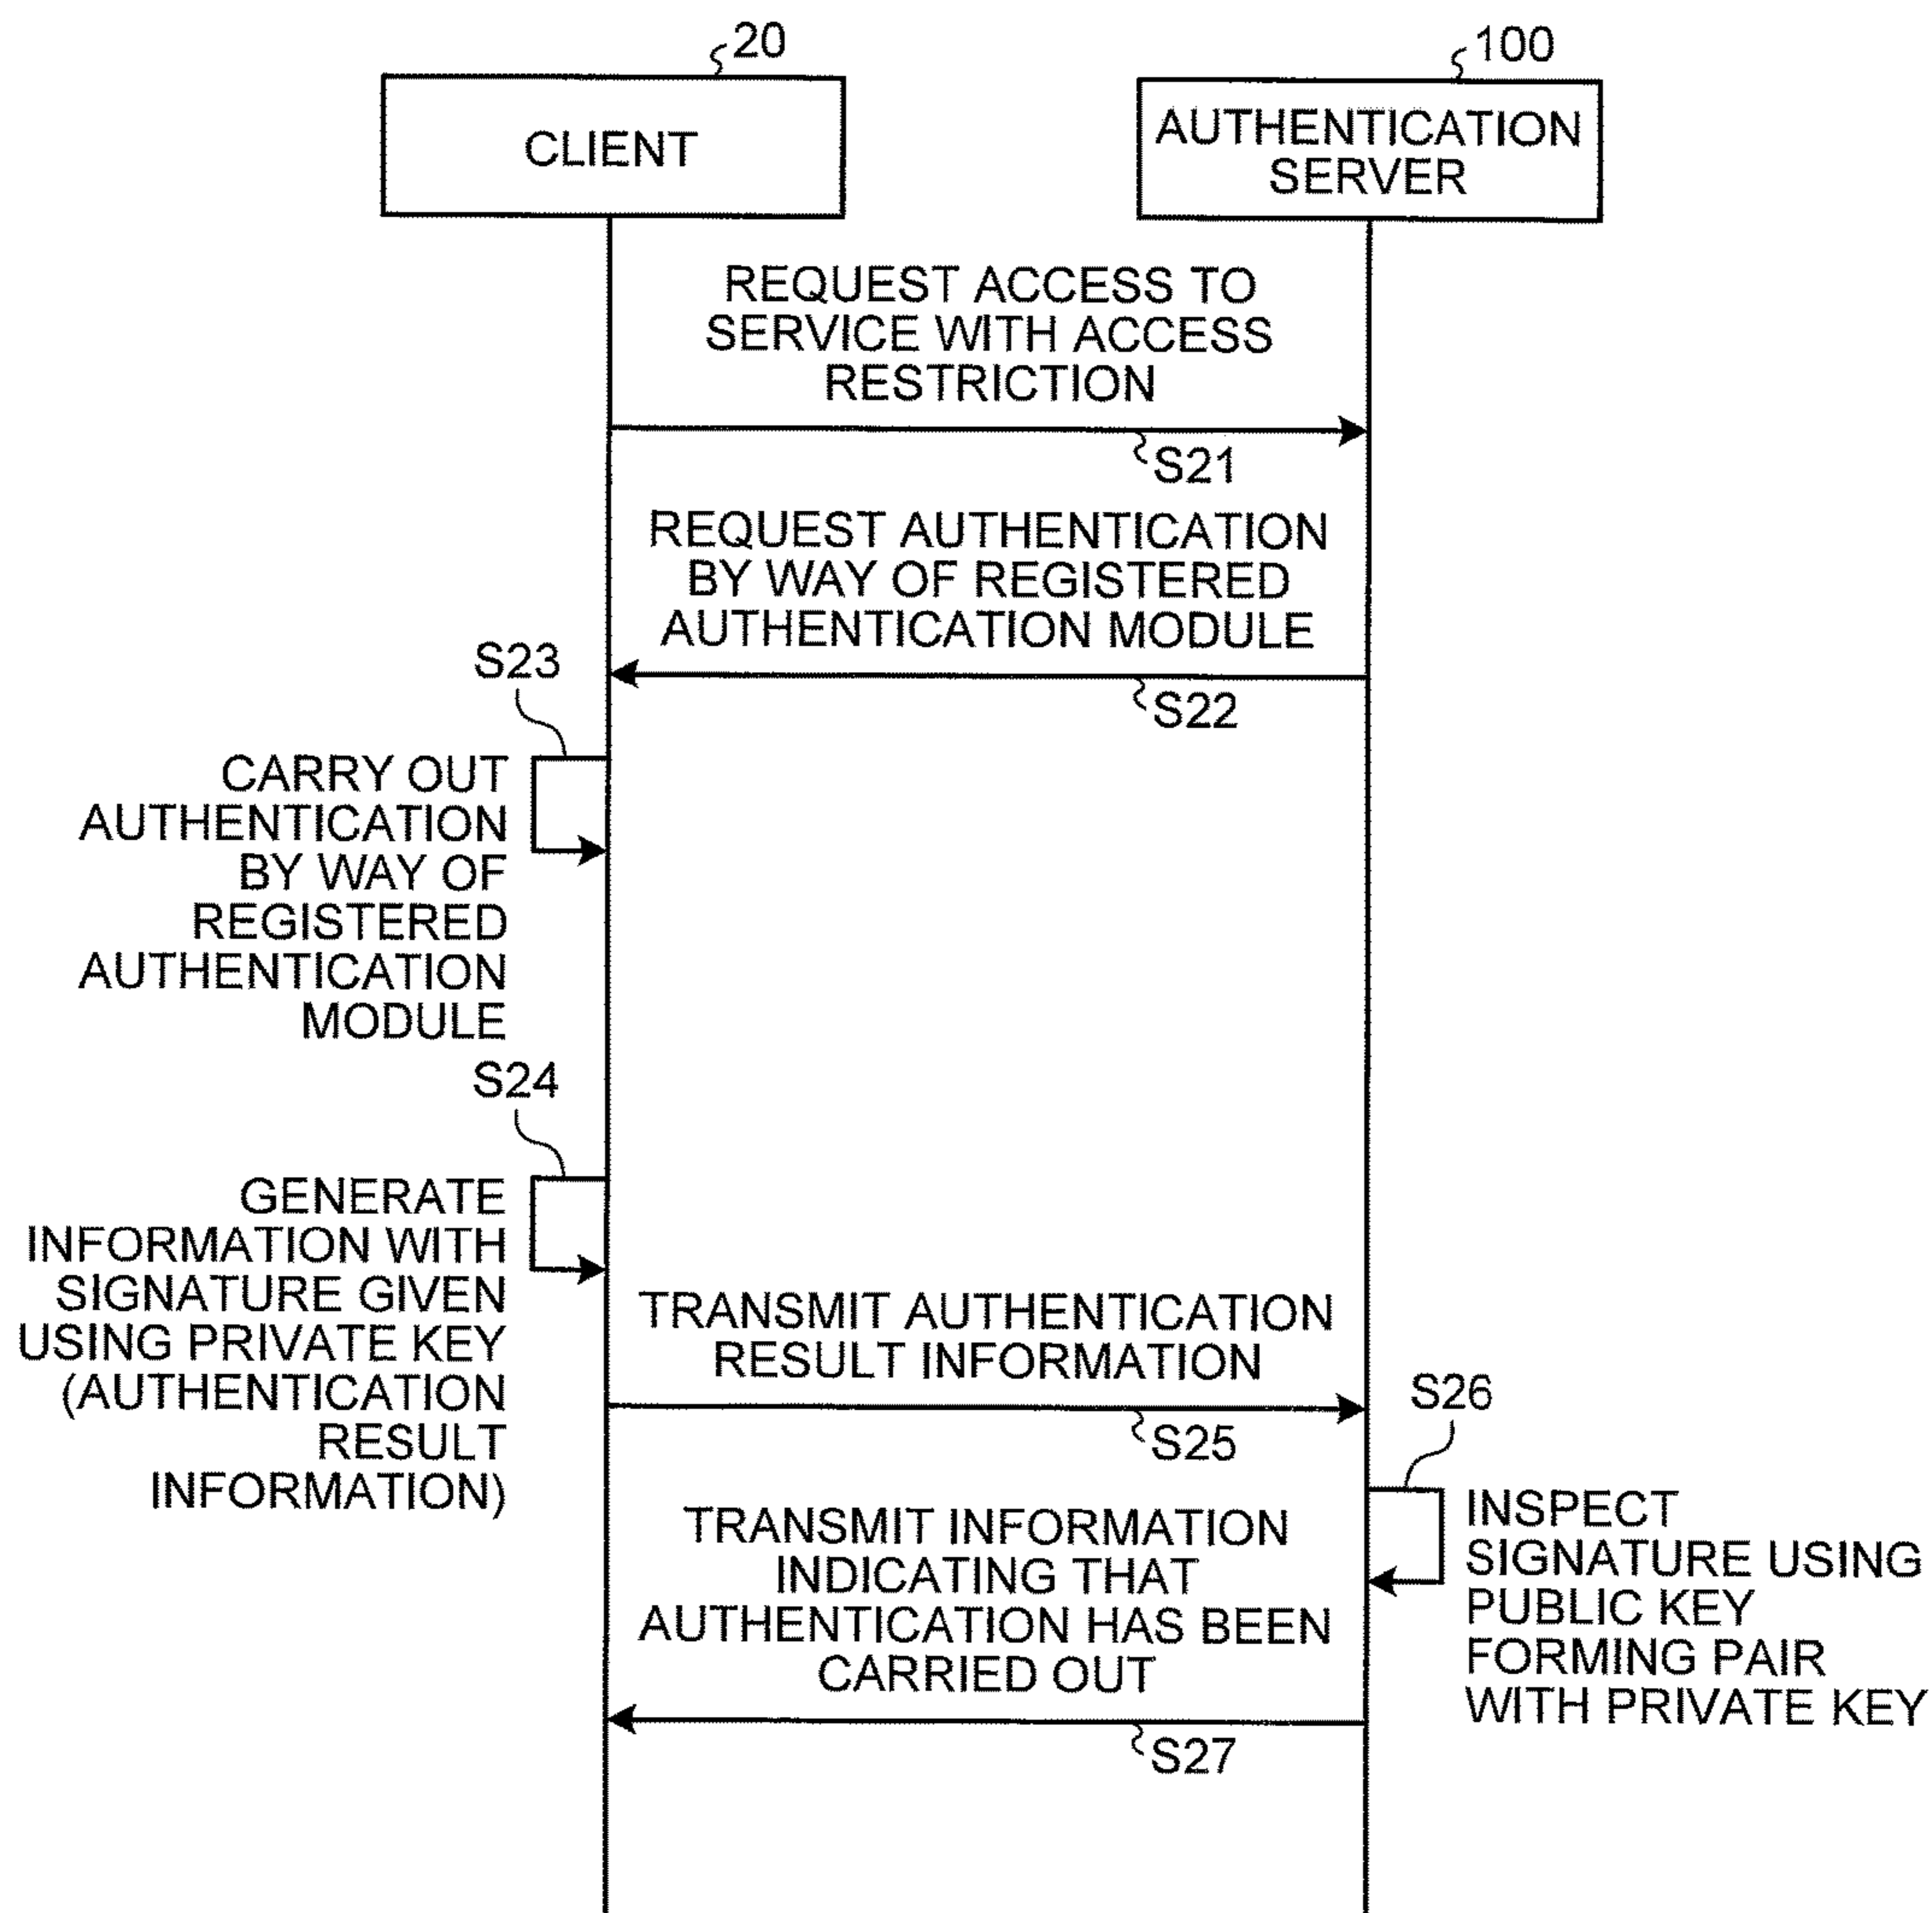 20
100
CLIENT
AUTHENTICATION
SERVER
REQUEST ACCESS TO
SERVICE WITH ACCESS
RESTRICTION
S21
REQUEST AUTHENTICATION
BY WAY OF REGISTERED
AUTHENTICATION MODULE
S22
S23
CARRY OUT
AUTHENTICATION
BY WAY OF
REGISTERED
AUTHENTICATION
MODULE
S24
GENERATE
INFORMATION WITH
SIGNATURE GIVEN
USING PRIVATE KEY
(AUTHENTICATION
RESULT
INFORMATION)
TRANSMIT AUTHENTICATION
RESULT INFORMATION
S25
S26
INSPECT
SIGNATURE USING
PUBLIC KEY
FORMING PAIR
WITH PRIVATE KEY
TRANSMIT INFORMATION
INDICATING THAT
AUTHENTICATION HAS BEEN
CARRIED OUT
S27